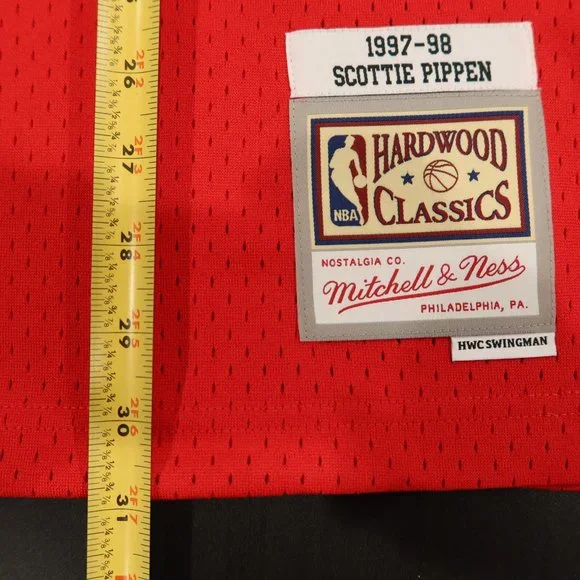 1997-98
SCOTTIE PIPPEN
NBA
HARDWOOD
CLASSICS
NOSTALGIA CO.
Mitchell & Ness
PHILADELPHIA, PA.
HWC SWINGMAN
26 2F2
27 2F3
28 2F4
29 2F5
30 2F6
31 2F7